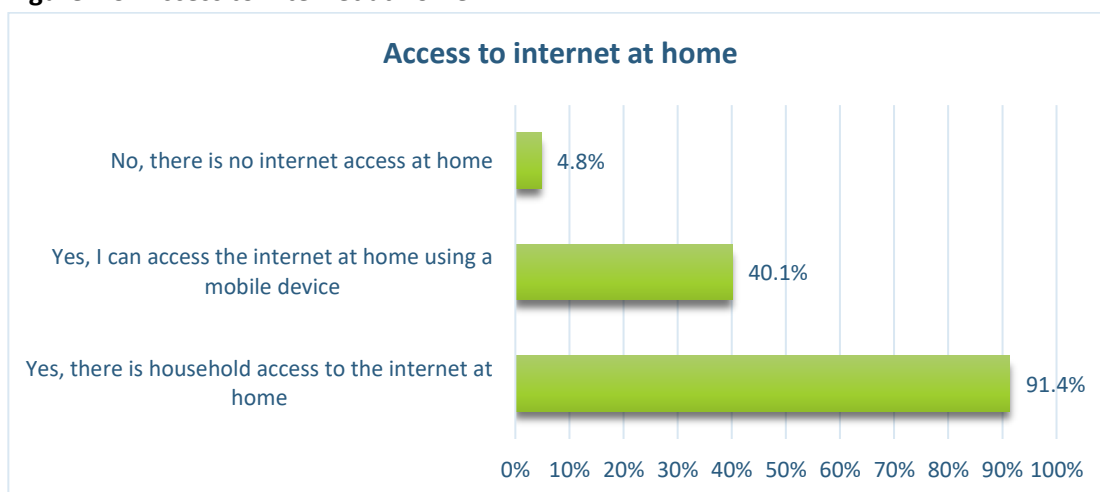 Access to internet at home
No, there is no internet access at home
4.8%
Yes, I can access the internet at home using a
mobile device
40.1%
Yes, there is household access to the internet at
home
91.4%
0% 10% 20% 30% 40% 50% 60% 70% 80% 90% 100%